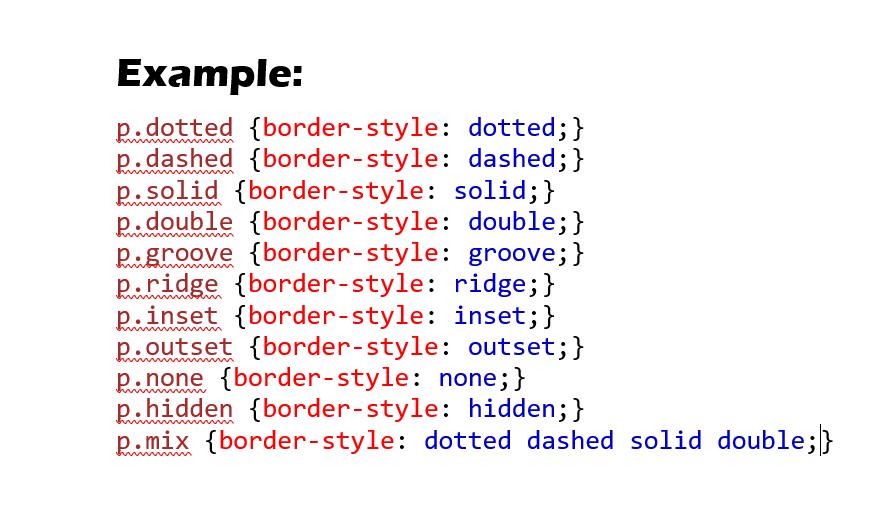 Example:
p.dotted {border-style: dotted;}
p.dashed {border-style: dashed;}
p.solid {border-style: solid;}
p.double {border-style: double;}
p.groove {border-style: groove;}
p.ridge {border-style: ridge;}
p.inset {border-style: inset;}
p.outset {border-style: outset;}
p.none {border-style: none;}
p.hidden {border-style: hidden;}
p.mix {border-style: dotted dashed solid double;}